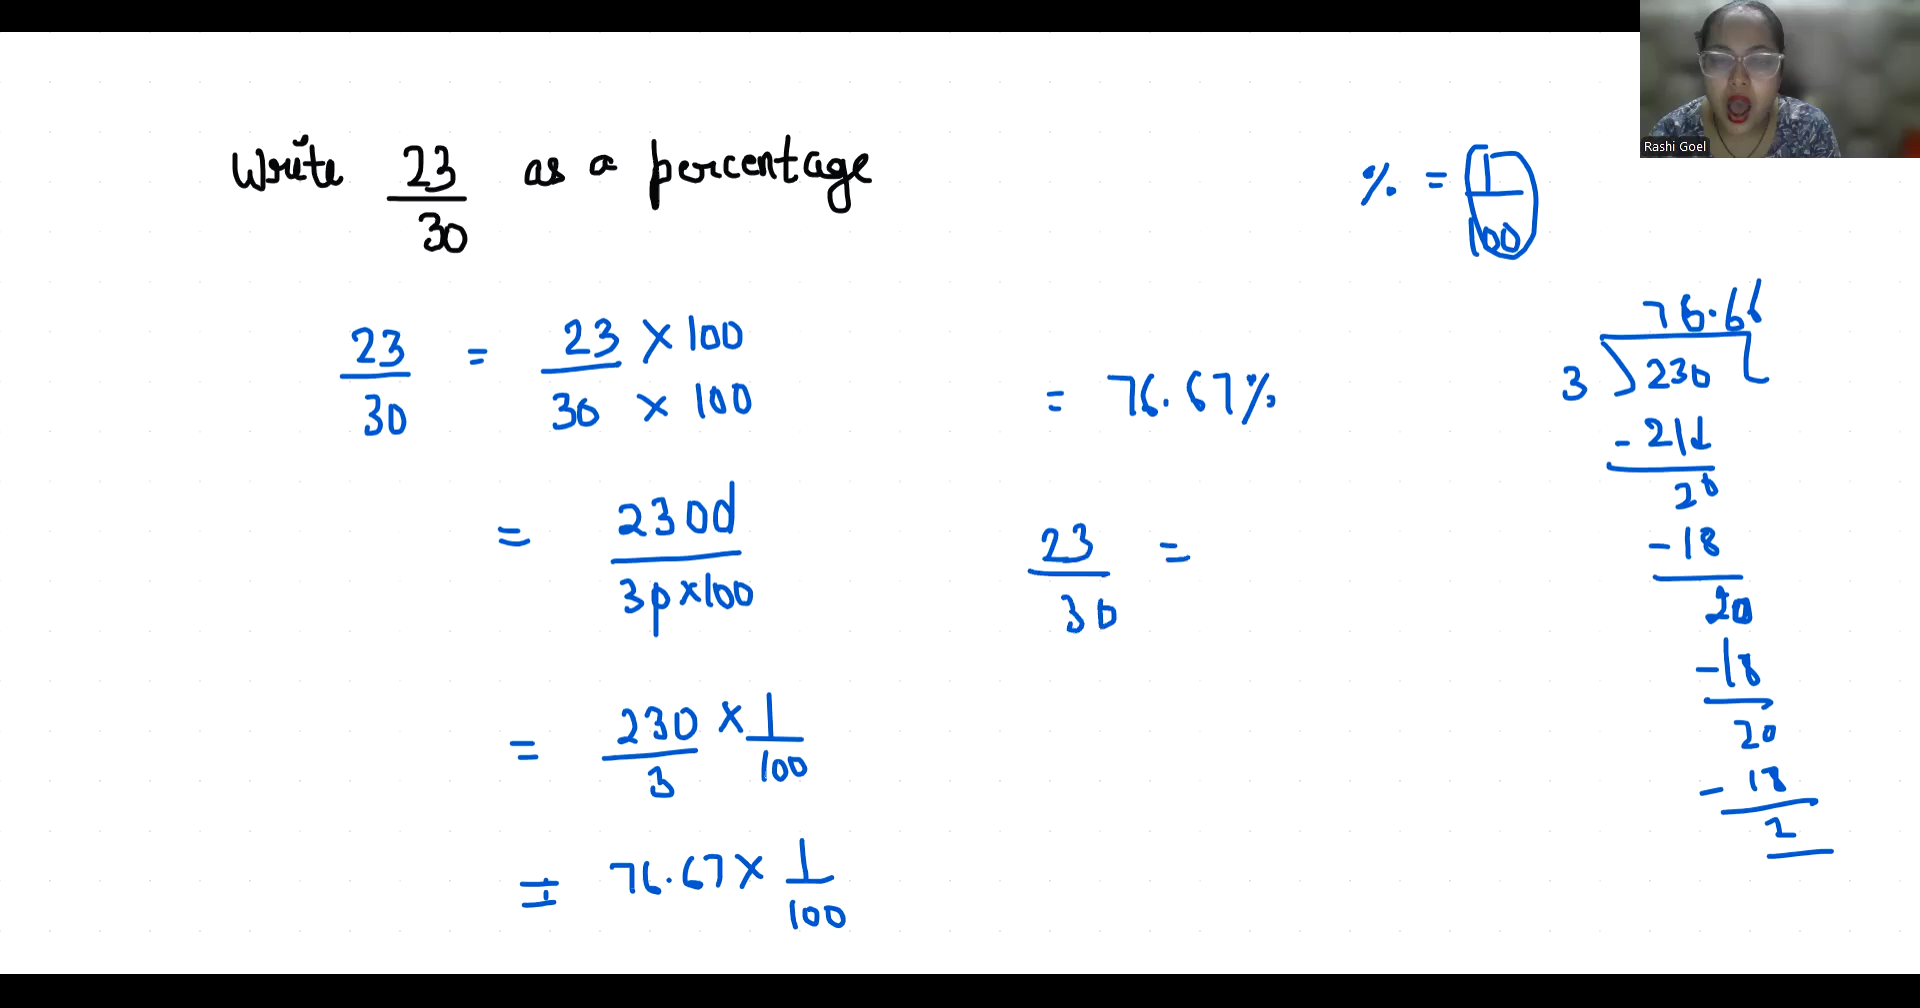 Write 23/30 as a percentage
% = 1/100
23/30 = 23 × 100 / 30 × 100
= 2300 / 30 × 100
= 230/3 × 1/100
= 76.67 × 1/100
= 76.67%
23/30 =
76.66
3 230
- 210
20
- 18
20
- 18
20
- 18
2
Rashi Goel